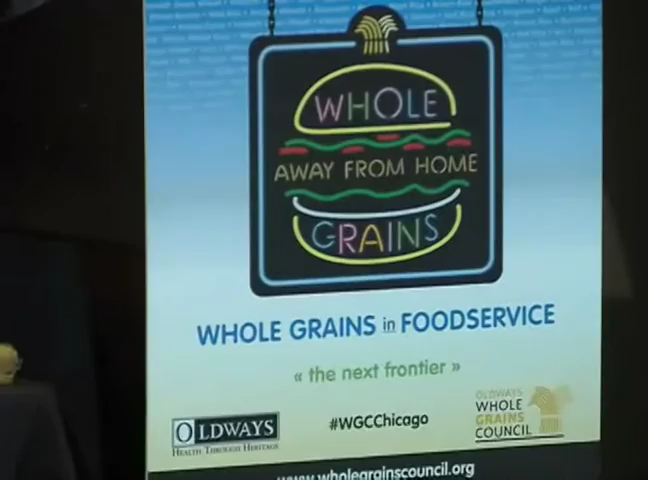 WHOLE
AWAY FROM HOME
GRAINS
WHOLE GRAINS in FOODSERVICE
« the next frontier »
OLDWAYS
HEALTH THROUGH HERITAGE
#WGCChicago
OLDWAYS
WHOLE
GRAINS
COUNCIL
www.wholegrainscouncil.org